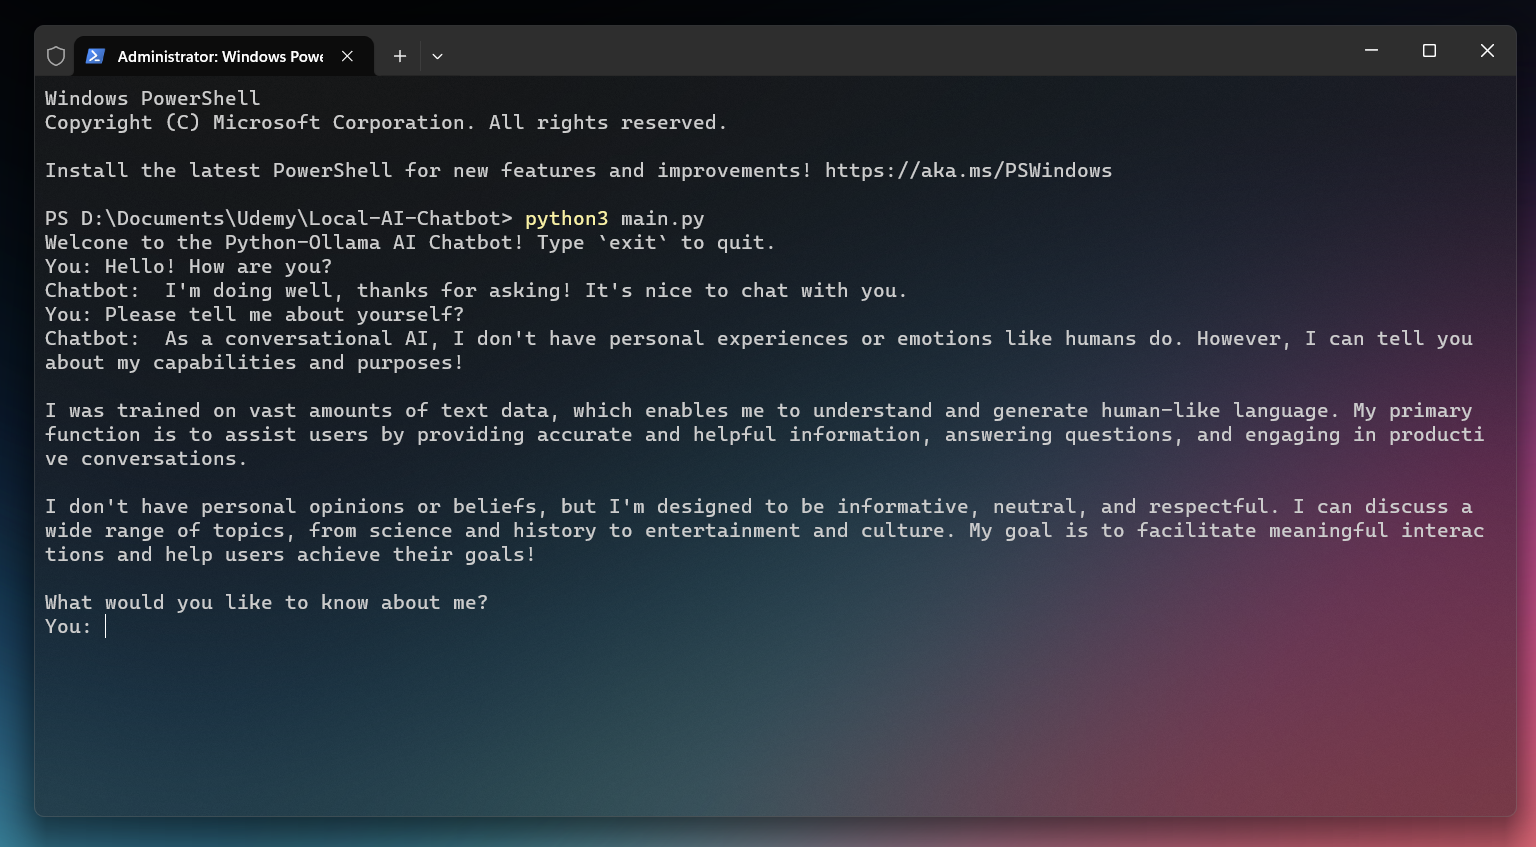 Administrator: Windows Powe
Windows PowerShell
Copyright (C) Microsoft Corporation. All rights reserved.
Install the latest PowerShell for new features and improvements! https://aka.ms/PSWindows
PS D:\Documents\Udemy\Local-AI-Chatbot> python3 main.py
Welcone to the Python-Ollama AI Chatbot! Type `exit` to quit.
You: Hello! How are you?
Chatbot:  I'm doing well, thanks for asking! It's nice to chat with you.
You: Please tell me about yourself?
Chatbot:  As a conversational AI, I don't have personal experiences or emotions like humans do. However, I can tell you
about my capabilities and purposes!
I was trained on vast amounts of text data, which enables me to understand and generate human-like language. My primary
function is to assist users by providing accurate and helpful information, answering questions, and engaging in producti
ve conversations.
I don't have personal opinions or beliefs, but I'm designed to be informative, neutral, and respectful. I can discuss a
wide range of topics, from science and history to entertainment and culture. My goal is to facilitate meaningful interac
tions and help users achieve their goals!
What would you like to know about me?
You: